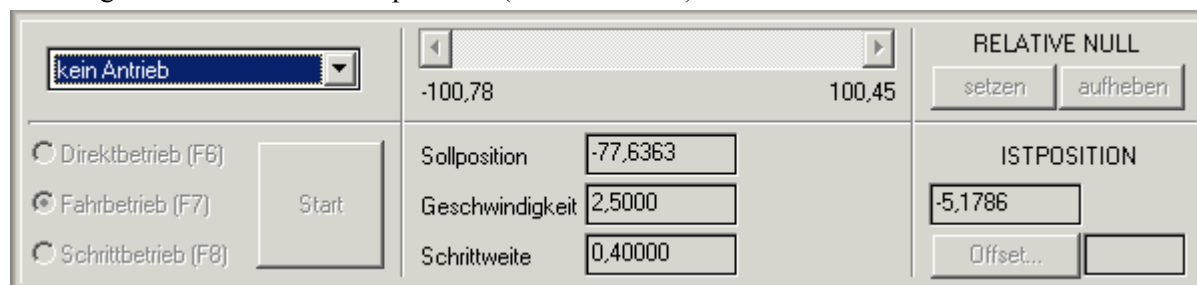 kein Antrieb
-100,78 100,45
RELATIVE NULL
setzen aufheben
Direktbetrieb (F6)
Fahrbetrieb (F7)
Schrittbetrieb (F8)
Start
Sollposition -77,6363
Geschwindigkeit 2,5000
Schrittweite 0,40000
ISTPOSITION
-5,1786
Offset...